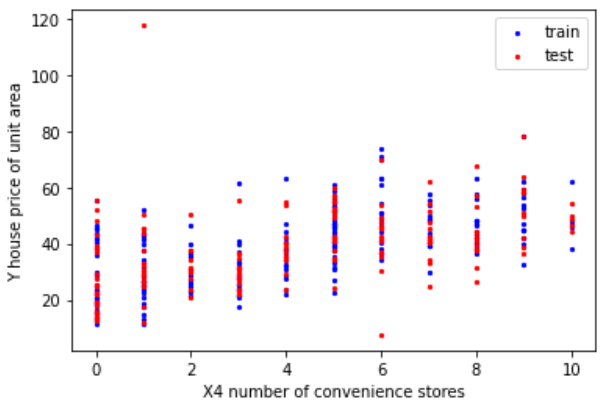 120
100
80
60
40
20
0 2 4 6 8 10
train
test
Y house price of unit area
X4 number of convenience stores